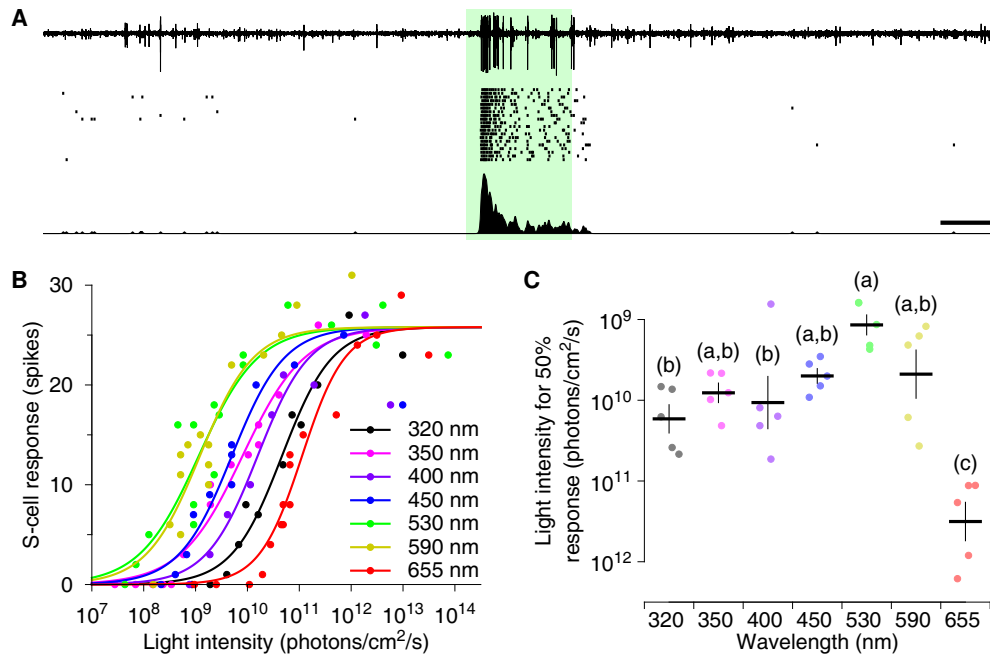 A
B
30
20
10
0
S-cell response (spikes)
320 nm
350 nm
400 nm
450 nm
530 nm
590 nm
655 nm
10⁷ 10⁸ 10⁹ 10¹⁰ 10¹¹ 10¹² 10¹³ 10¹⁴
Light intensity (photons/cm²/s)
C
Light intensity for 50%
response (photons/cm²/s)
10⁹
10¹⁰
10¹¹
10¹²
(b)
(a,b)
(b)
(a,b)
(a)
(a,b)
(c)
320 350 400 450 530 590 655
Wavelength (nm)